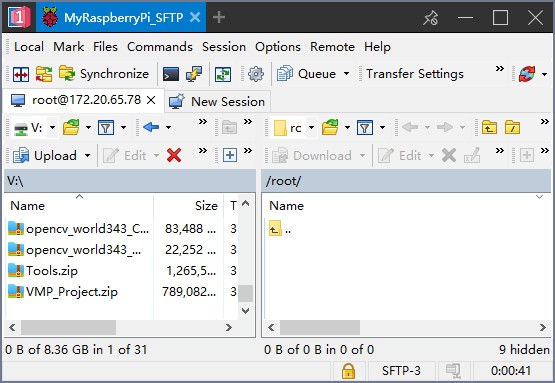 MyRaspberryPi_SFTP
Local Mark Files Commands Session Options Remote Help
Synchronize Queue Transfer Settings
root@172.20.65.78 New Session
V: rc
Upload Edit Download Edit
V:\ /root/
Name Size T Name
opencv_world343_C... 83,488 ... 3 ..
opencv_world343_... 22,252 ... 3
Tools.zip 1,265,5... 3
VMP_Project.zip 789,082... 3
0 B of 8.36 GB in 1 of 31 0 B of 0 B in 0 of 0 9 hidden
SFTP-3 0:00:41